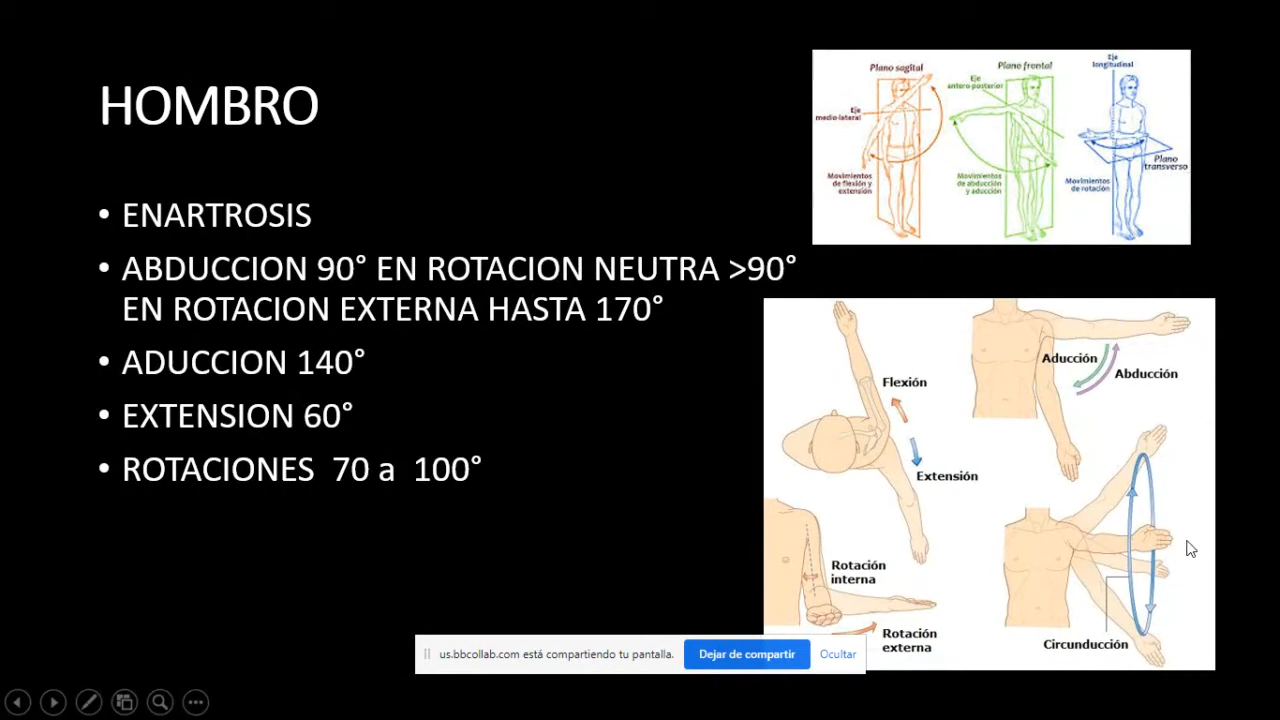 HOMBRO
• ENARTROSIS
• ABDUCCION 90° EN ROTACION NEUTRA >90°
EN ROTACION EXTERNA HASTA 170°
• ADUCCION 140°
• EXTENSION 60°
• ROTACIONES 70 a 100°
Plano sagital
Eje
medio-lateral
Movimientos
de flexión y
extensión
Plano frontal
Eje
antero-posterior
Movimientos
de abducción
y aducción
Eje
longitudinal
Plano
transverso
Movimientos
de rotación
Flexión
Extensión
Aducción
Abducción
Rotación
interna
Rotación
externa
Circunducción
us.bbcollab.com está compartiendo tu pantalla.
Dejar de compartir
Ocultar